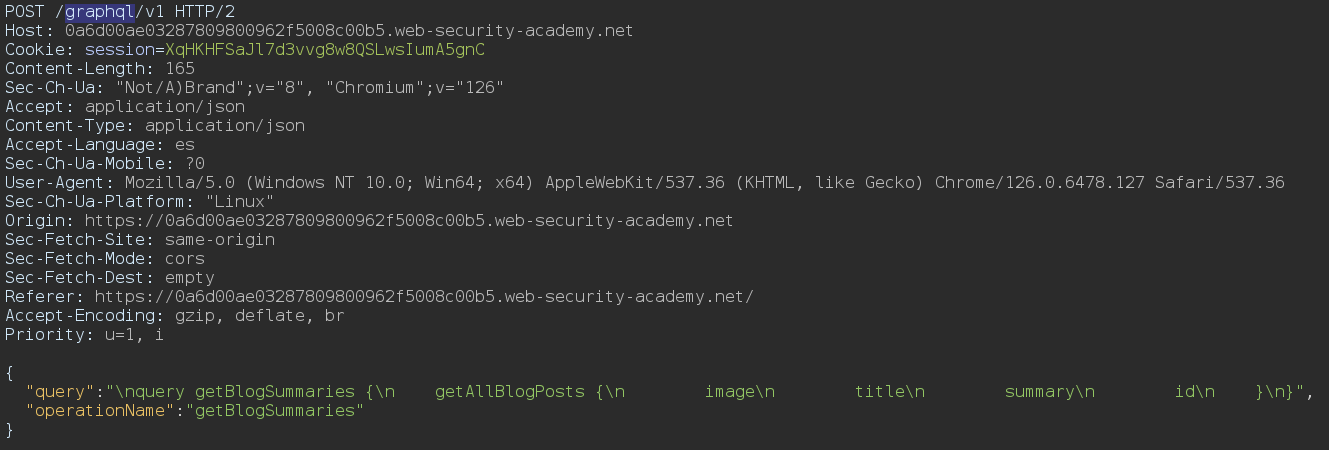 POST /graphql/v1 HTTP/2
Host: 0a6d00ae03287809800962f5008c00b5.web-security-academy.net
Cookie: session=XqHKHFSaJl7d3vvg8w8QSLwsIumA5gnC
Content-Length: 165
Sec-Ch-Ua: "Not/A)Brand";v="8", "Chromium";v="126"
Accept: application/json
Content-Type: application/json
Accept-Language: es
Sec-Ch-Ua-Mobile: ?0
User-Agent: Mozilla/5.0 (Windows NT 10.0; Win64; x64) AppleWebKit/537.36 (KHTML, like Gecko) Chrome/126.0.6478.127 Safari/537.36
Sec-Ch-Ua-Platform: "Linux"
Origin: https://0a6d00ae03287809800962f5008c00b5.web-security-academy.net
Sec-Fetch-Site: same-origin
Sec-Fetch-Mode: cors
Sec-Fetch-Dest: empty
Referer: https://0a6d00ae03287809800962f5008c00b5.web-security-academy.net/
Accept-Encoding: gzip, deflate, br
Priority: u=1, i

{
  "query":"\nquery getBlogSummaries {\n    getAllBlogPosts {\n        image\n        title\n        summary\n        id\n    }\n}",
  "operationName":"getBlogSummaries"
}